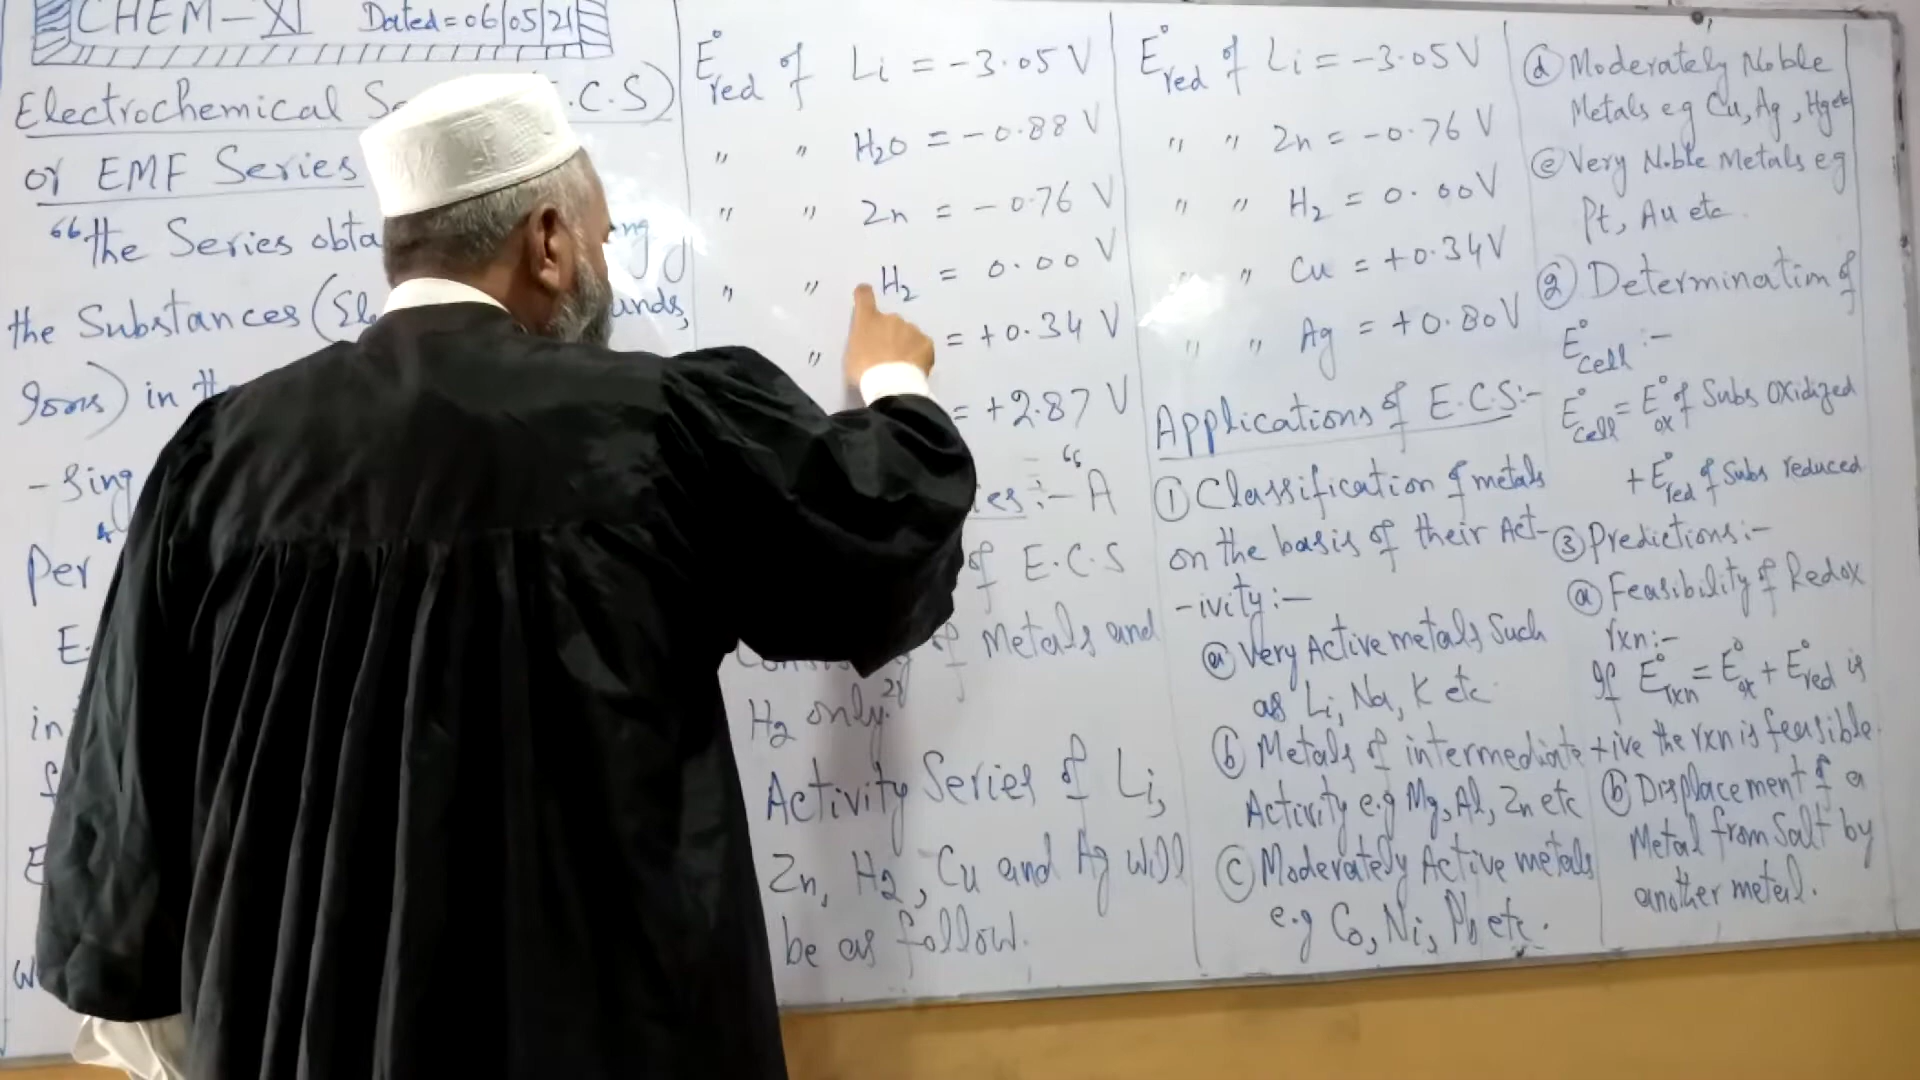 CHEM-XI Dated=06/05/21
Electrochemical .C.S)
or EMF Series
"the Series
the Substances (
Ions) in
- Sing
Per
E°red of Li = -3.05 V
" " H2O = -0.88 V
" " Zn = -0.76 V
" " H2 = 0.00 V
" = +0.34 V
= +2.87 V
:- "A
of E.C.S
of Metals and
H2 only."
Activity Series of Li,
Zn, H2, Cu and Ag will
be as follow.
E°red of Li = -3.05 V
" " Zn = -0.76 V
" " H2 = 0.00 V
" " Cu = +0.34 V
" " Ag = +0.80 V
Applications of E.C.S:-
① Classification of metals
on the basis of their Act-
-ivity:-
ⓐ Very Active metals Such
as Li, Na, K etc
ⓑ Metals of intermediate
Activity e.g Mg, Al, Zn etc
ⓒ Moderately Active metals
e.g Co, Ni, Pb etc.
ⓓ Moderately Noble
Metals eg Cu, Ag, Hg etc
ⓔ Very Noble Metals eg
Pt, Au etc
② Determination of
E°cell :-
E°cell = E°ox of Subs Oxidized
+ E°red of Subs reduced
③ Predictions:-
ⓐ Feasibility of Redox
rxn:-
If E°rxn = E°ox + E°red is
+ive the rxn is feasible.
ⓑ Displacement of a
Metal from Salt by
another metal.